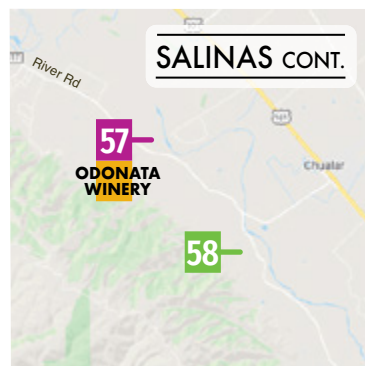 SALINAS CONT.
River Rd
57
ODONATA
WINERY
Chualar
58